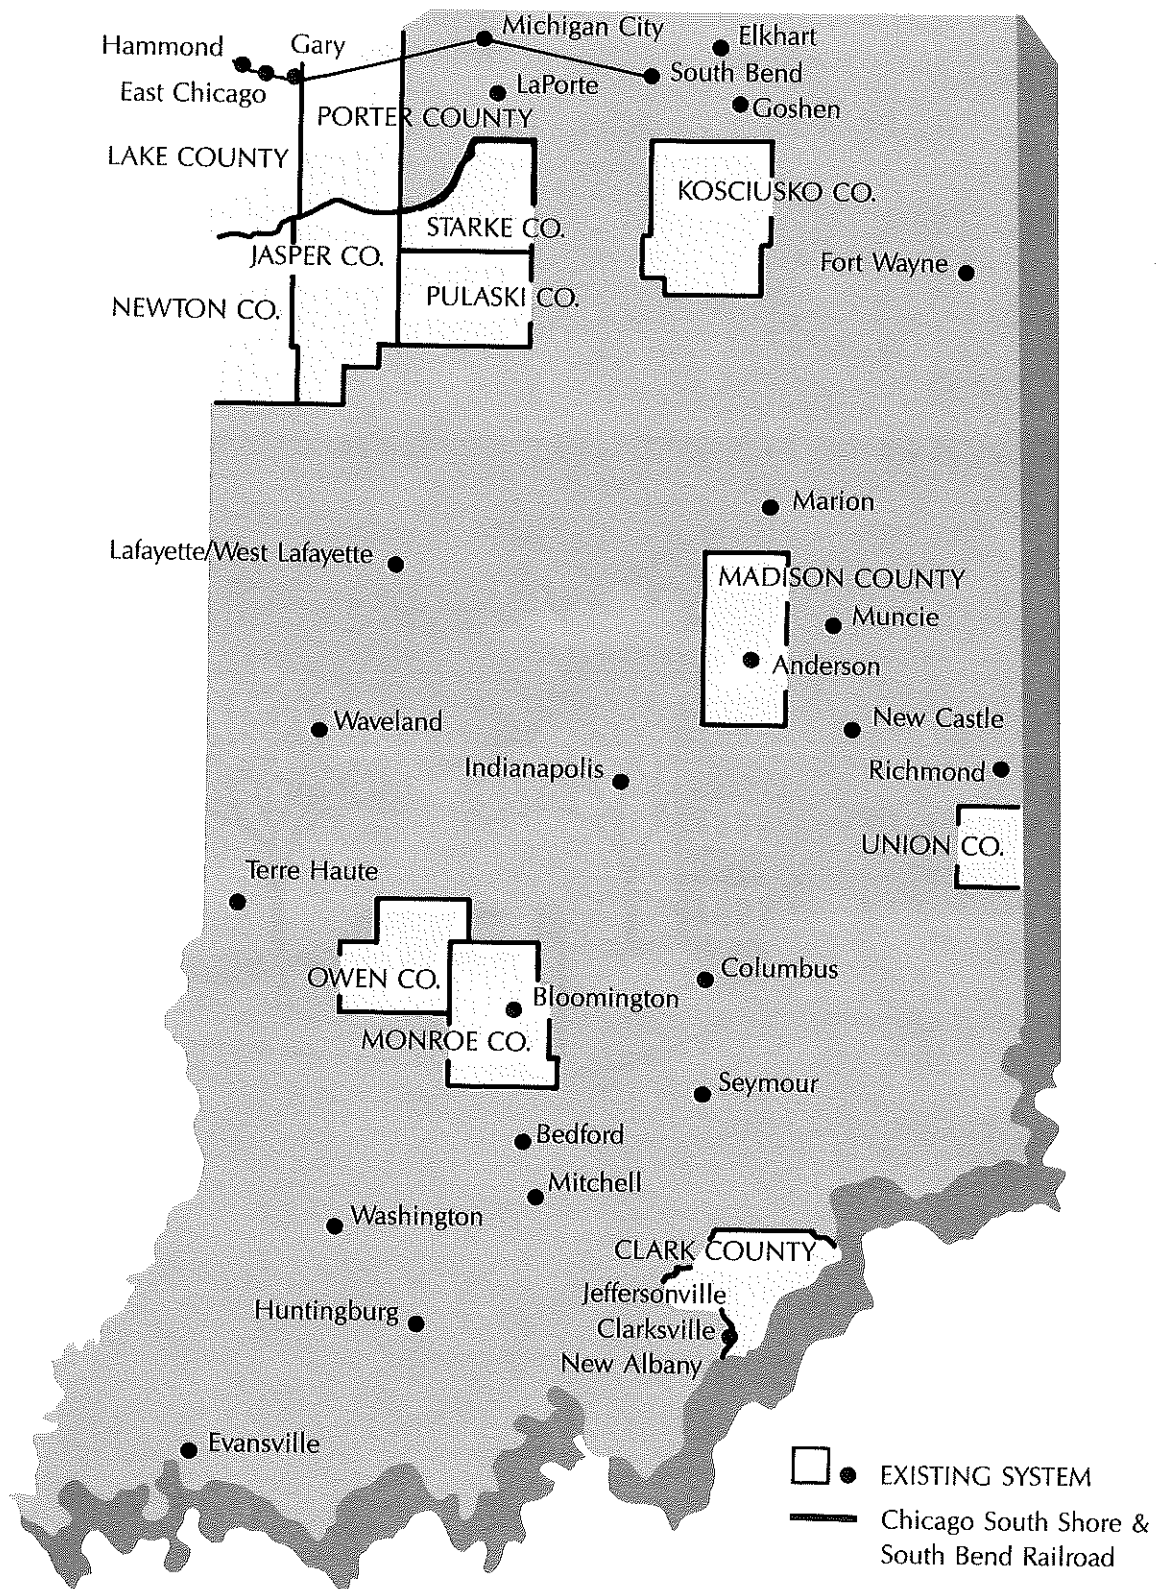 Michigan City
Hammond
Gary
Elkhart
East Chicago
LaPorte
South Bend
Goshen
PORTER COUNTY
LAKE COUNTY
KOSCIUSKO CO.
STARKE CO.
JASPER CO.
Fort Wayne
NEWTON CO.
PULASKI CO.
Marion
Lafayette/West Lafayette
MADISON COUNTY
Muncie
Anderson
Waveland
New Castle
Indianapolis
Richmond
UNION CO.
Terre Haute
OWEN CO.
Columbus
Bloomington
MONROE CO.
Seymour
Bedford
Mitchell
Washington
CLARK COUNTY
Jeffersonville
Huntingburg
Clarksville
New Albany
Evansville
EXISTING SYSTEM
Chicago South Shore &
South Bend Railroad